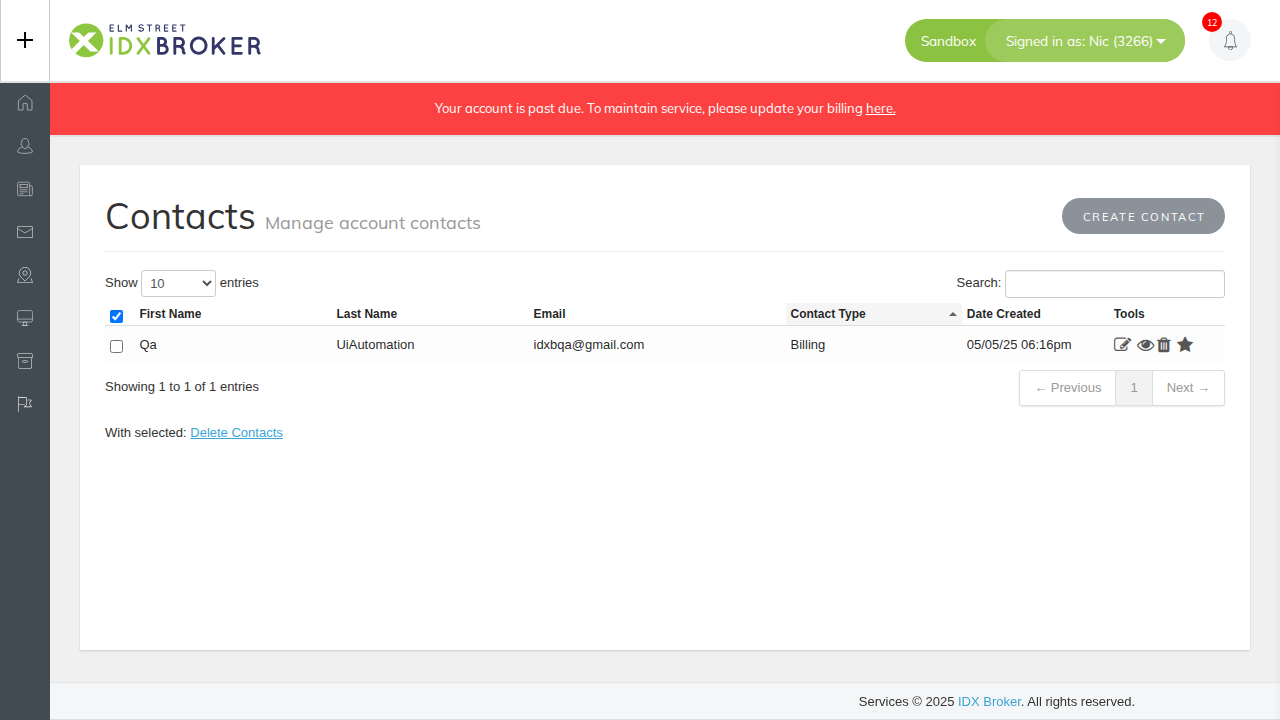 ELM STREET
IDXBROKER
Sandbox
Signed in as: Nic (3266)
12
Your account is past due. To maintain service, please update your billing here.
Contacts Manage account contacts
CREATE CONTACT
Show 10 entries
Search:
First Name Last Name Email Contact Type Date Created Tools
Qa UiAutomation idxbqa@gmail.com Billing 05/05/25 06:16pm
Showing 1 to 1 of 1 entries
← Previous 1 Next →
With selected: Delete Contacts
Services © 2025 IDX Broker. All rights reserved.